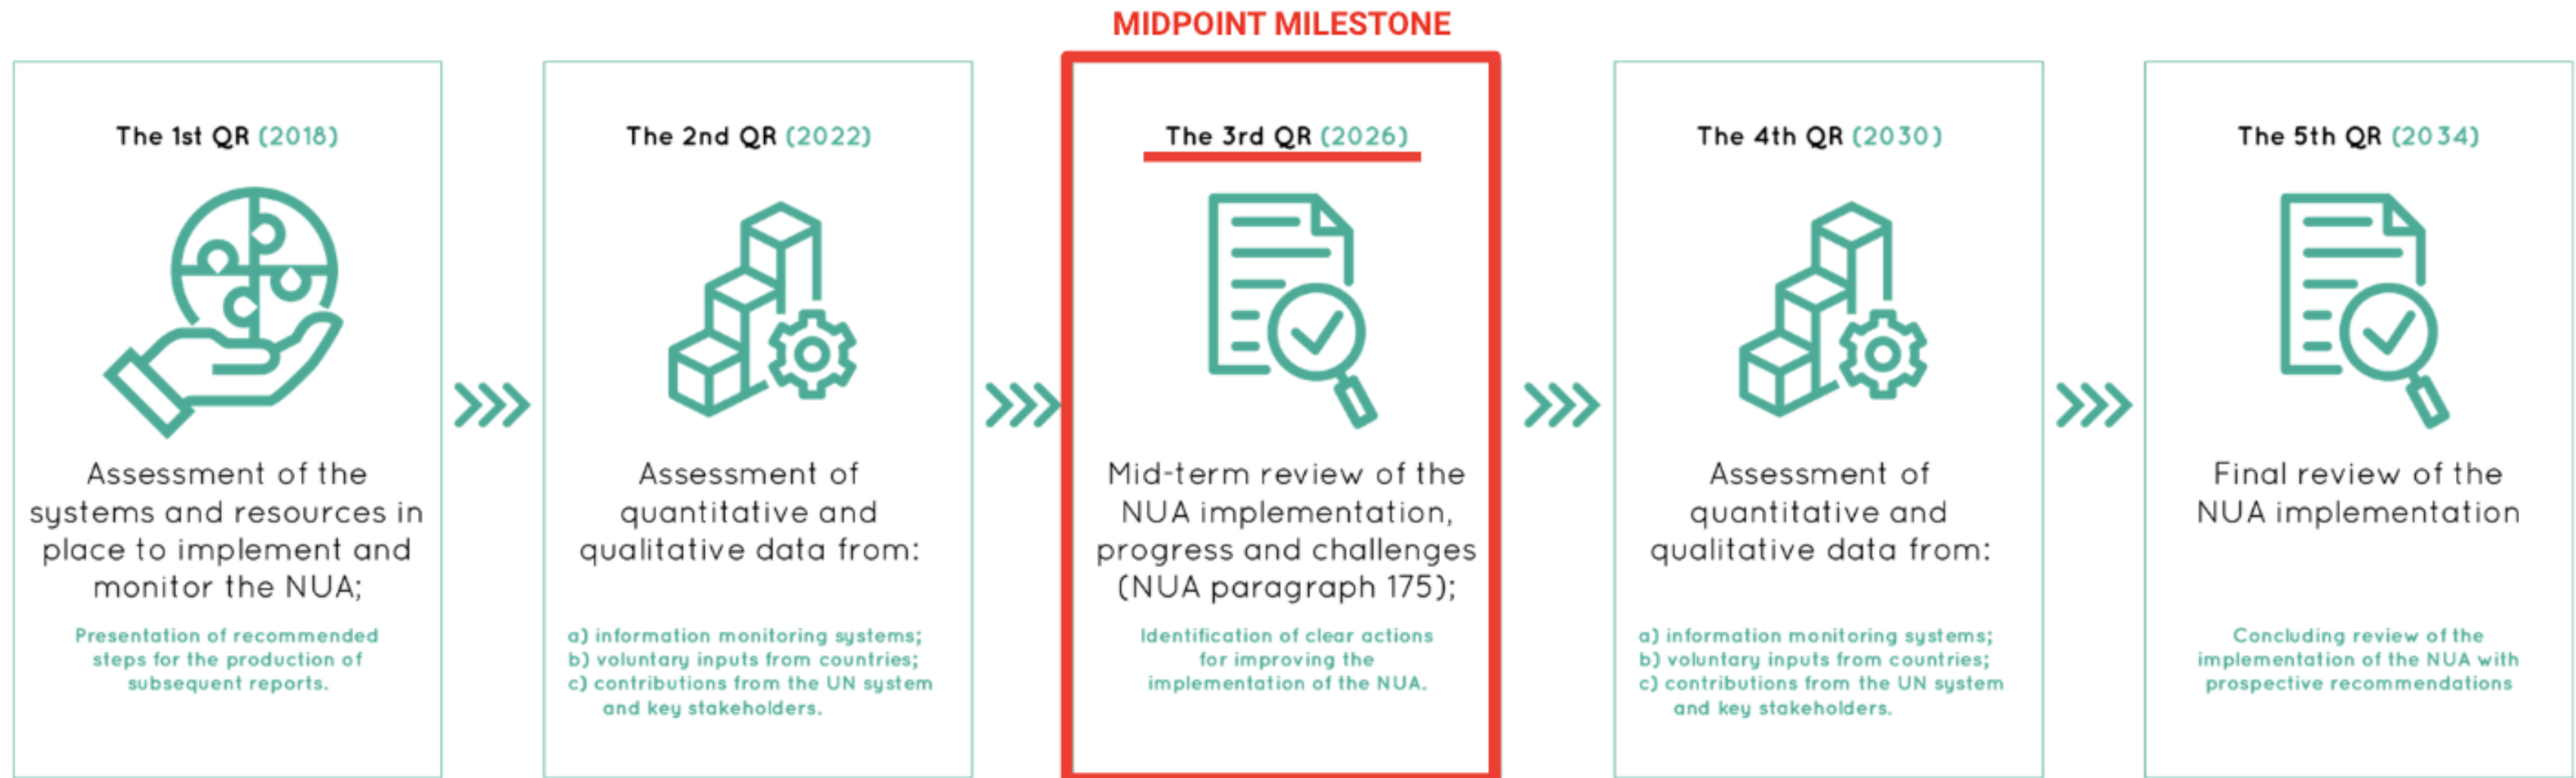 MIDPOINT MILESTONE
The 1st QR (2018)
Assessment of the
systems and resources in
place to implement and
monitor the NUA;
Presentation of recommended
steps for the production of
subsequent reports.
The 2nd QR (2022)
Assessment of
quantitative and
qualitative data from:
a) information monitoring systems;
b) voluntary inputs from countries;
c) contributions from the UN system
and key stakeholders.
The 3rd QR (2026)
Mid-term review of the
NUA implementation,
progress and challenges
(NUA paragraph 175);
Identification of clear actions
for improving the
implementation of the NUA.
The 4th QR (2030)
Assessment of
quantitative and
qualitative data from:
a) information monitoring systems;
b) voluntary inputs from countries;
c) contributions from the UN system
and key stakeholders.
The 5th QR (2034)
Final review of the
NUA implementation
Concluding review of the
implementation of the NUA with
prospective recommendations